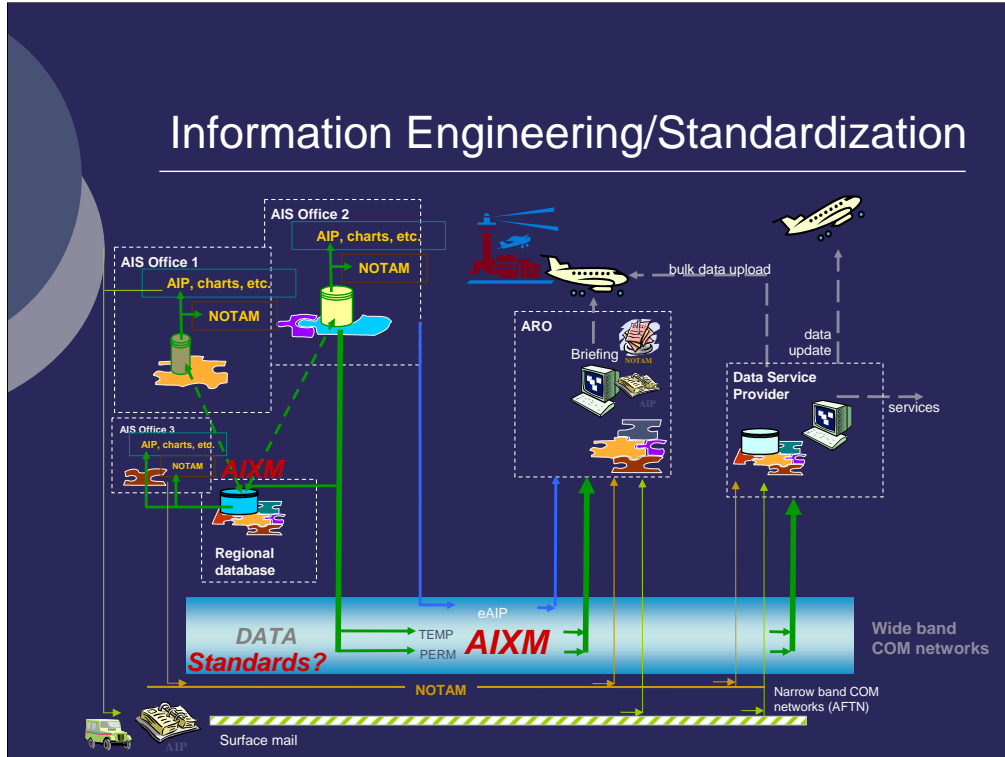 Information Engineering/Standardization
AIS Office 2
AIP, charts, etc.
NOTAM
AIS Office 1
AIP, charts, etc.
NOTAM
AIS Office 3
AIP, charts, etc.
NOTAM
AIXM
Regional
database
bulk data upload
ARO
Briefing
NOTAM
AIP
data
update
Data Service
Provider
services
eAIP
DATA
Standards?
TEMP
PERM
AIXM
Wide band
COM networks
NOTAM
Narrow band COM
networks (AFTN)
AIP
Surface mail